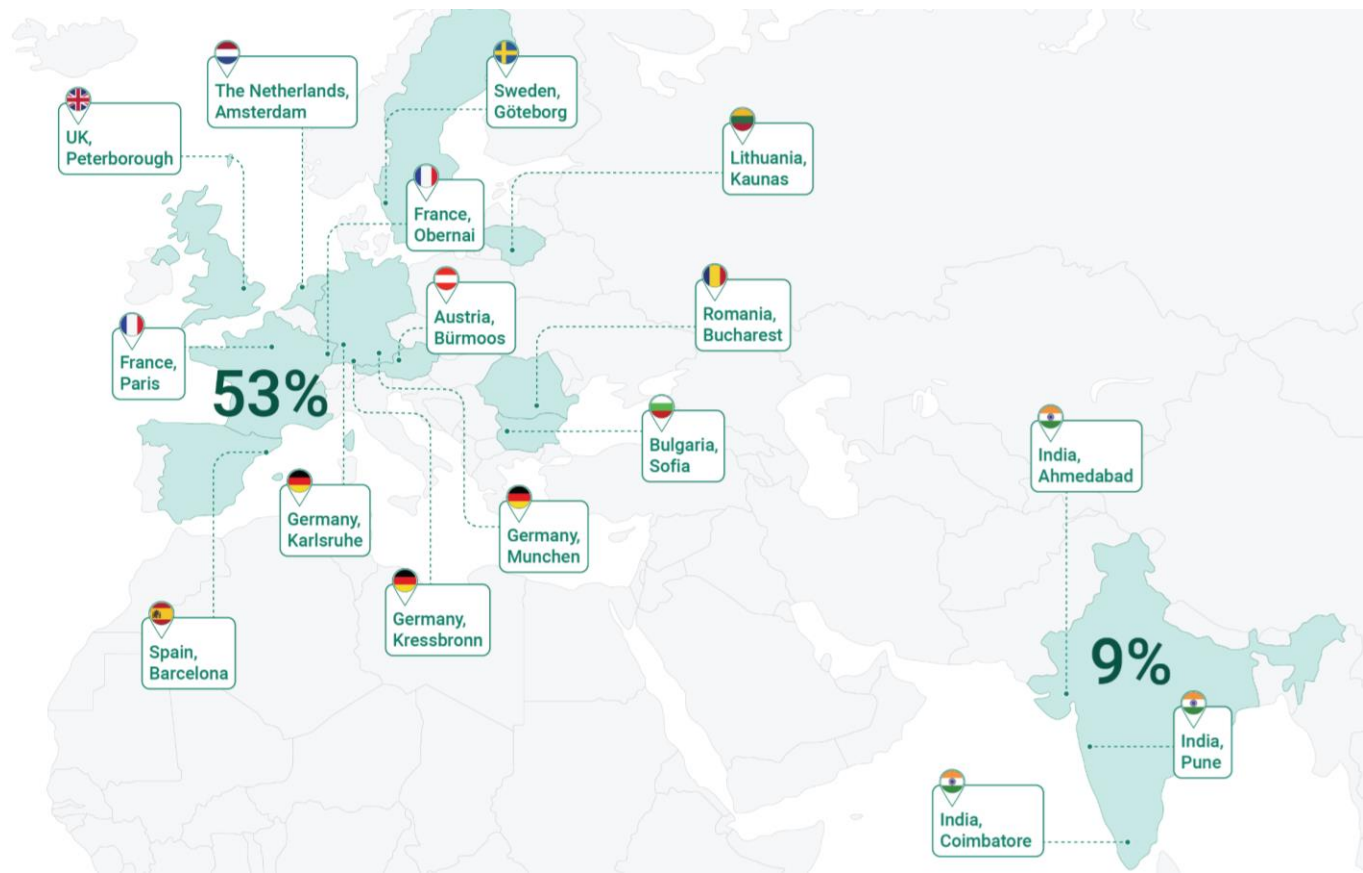 The Netherlands,
Amsterdam
Sweden,
Göteborg
UK,
Peterborough
Lithuania,
Kaunas
France,
Obernai
Austria,
Bürmoos
Romania,
Bucharest
France,
Paris
53%
Bulgaria,
Sofia
India,
Ahmedabad
Germany,
Karlsruhe
Germany,
Munchen
Germany,
Kressbronn
Spain,
Barcelona
9%
India,
Pune
India,
Coimbatore